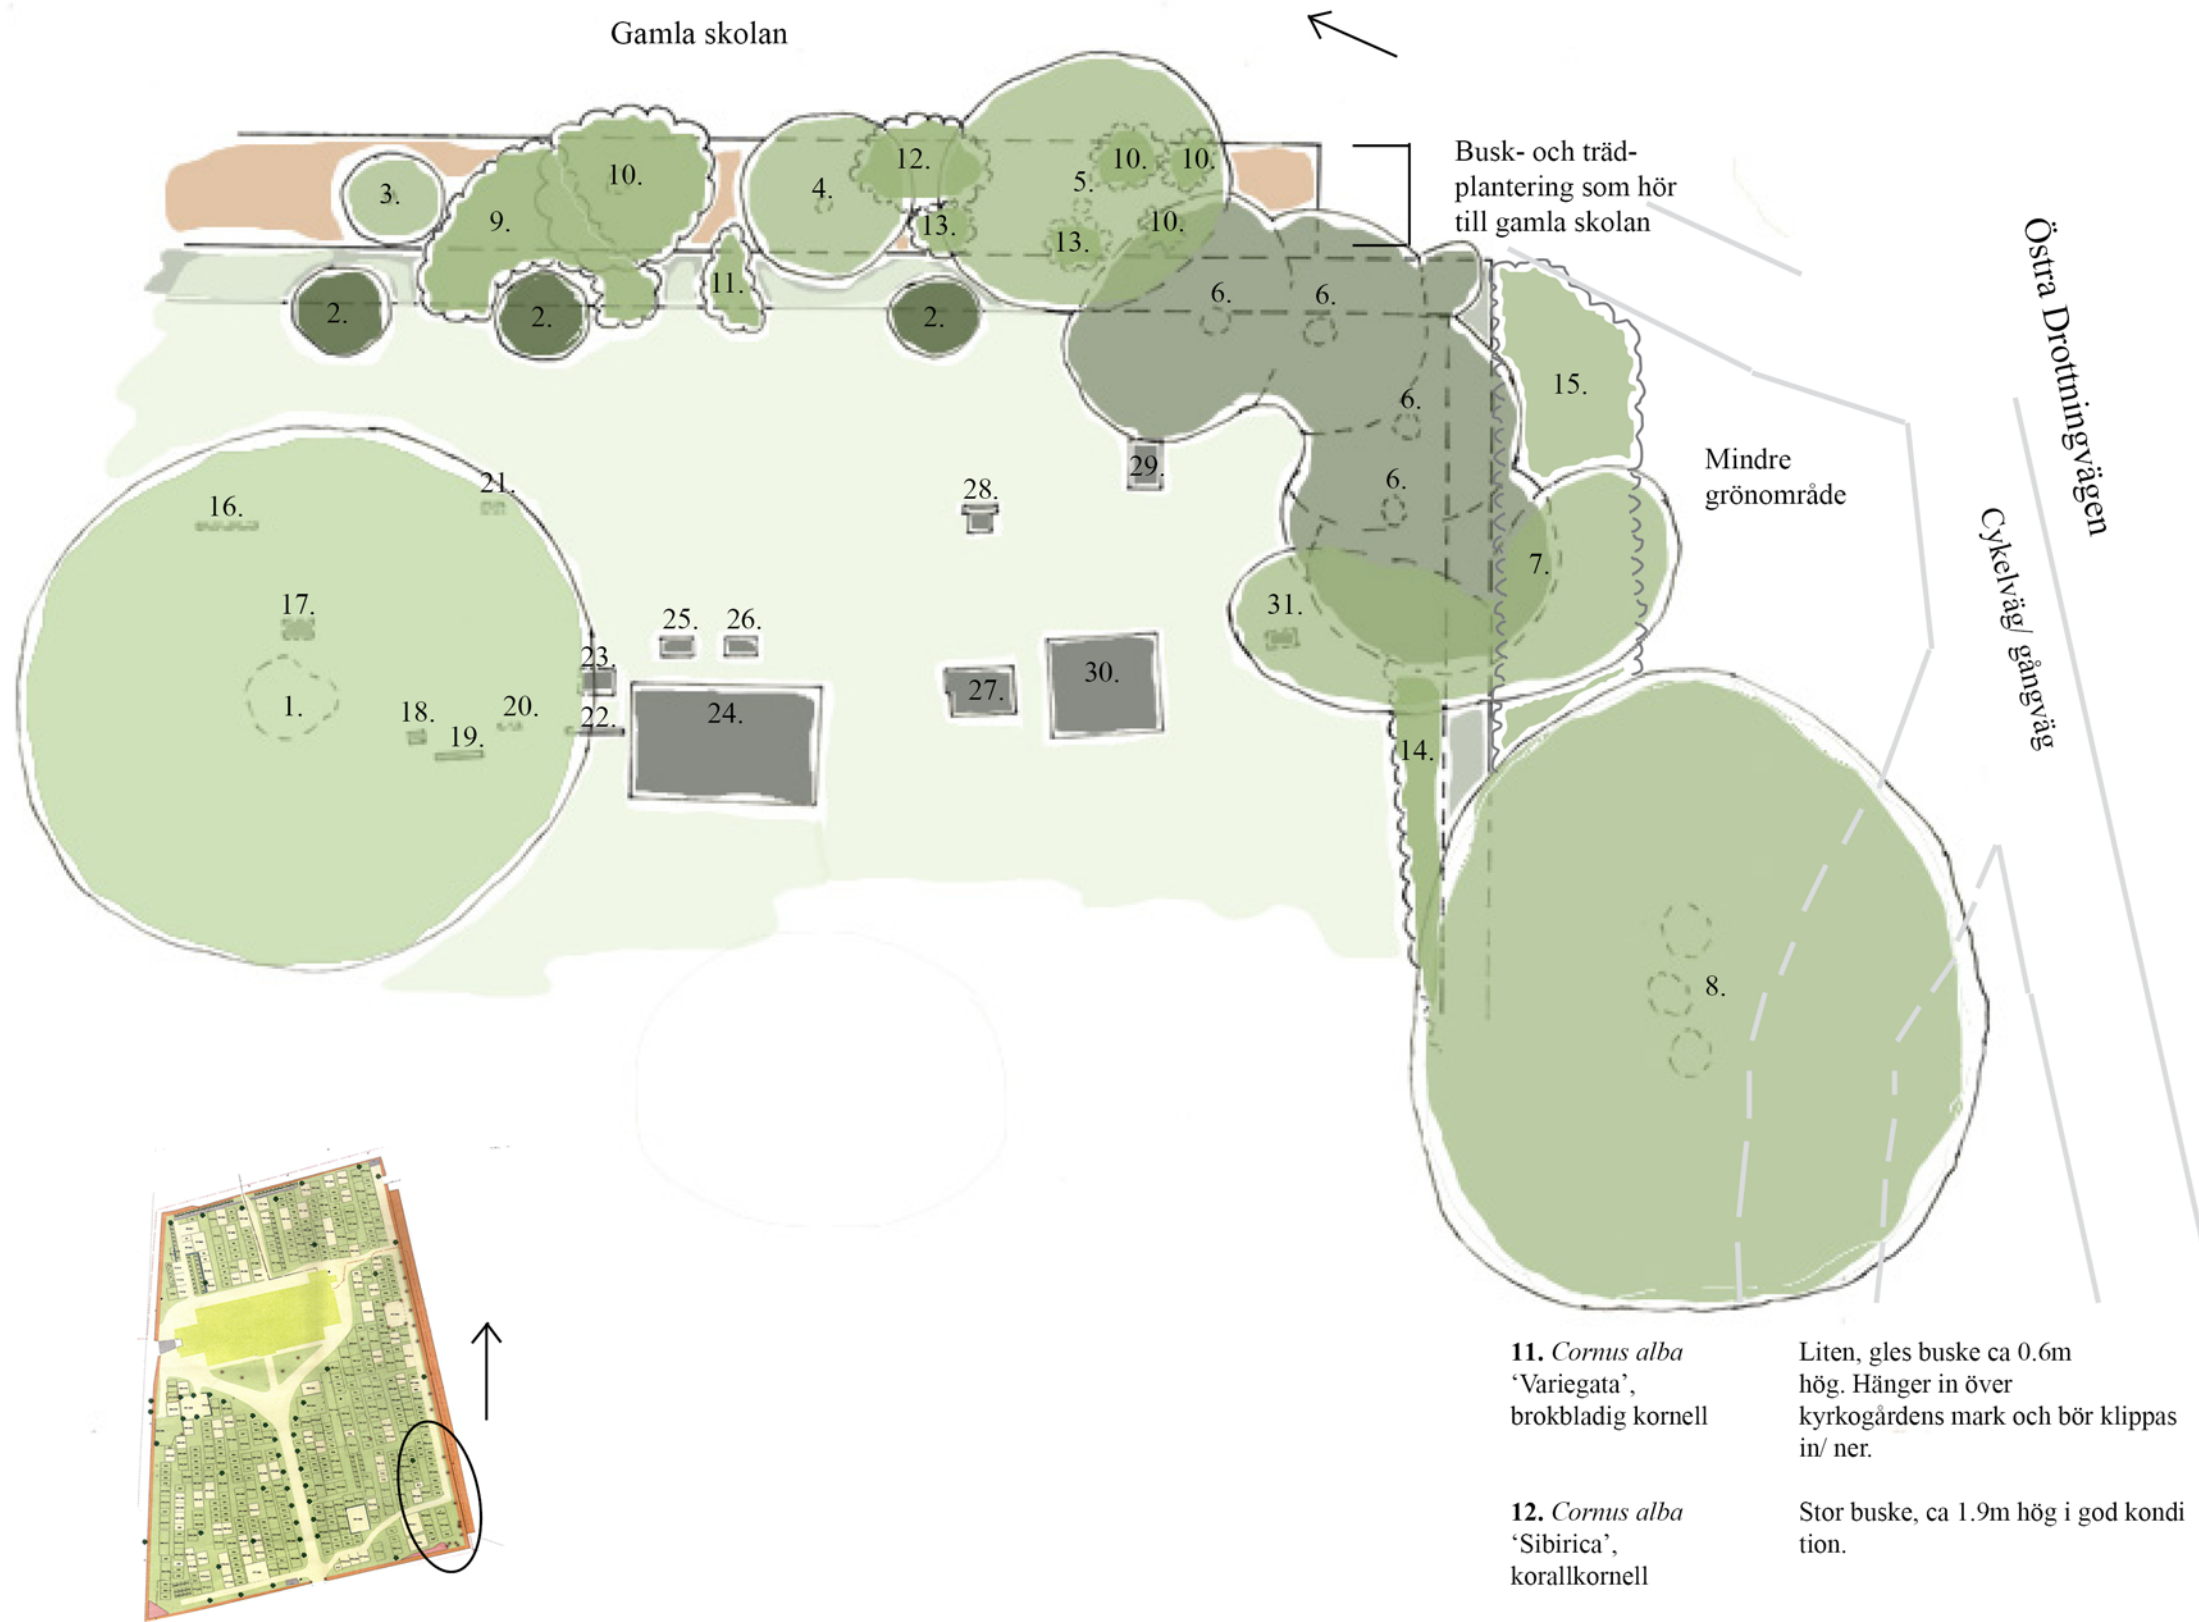 Gamla skolan
Busk- och träd-
plantering som hör
till gamla skolan
Östra Drottningvägen
Cykelväg/ gångväg
Mindre
grönområde
3.
9.
10.
4.
12.
5.
10.
10.
13.
13.
10.
11.
2.
2.
2.
6.
6.
6.
6.
15.
7.
16.
21.
17.
1.
18.
19.
20.
22.
23.
25.
26.
24.
28.
29.
27.
30.
31.
14.
8.
11. Cornus alba
‘Variegata’,
brokbladig kornell
Liten, gles buske ca 0.6m
hög. Hänger in över
kyrkogårdens mark och bör klippas
in/ ner.
12. Cornus alba
‘Sibirica’,
korallkornell
Stor buske, ca 1.9m hög i god kondi
tion.